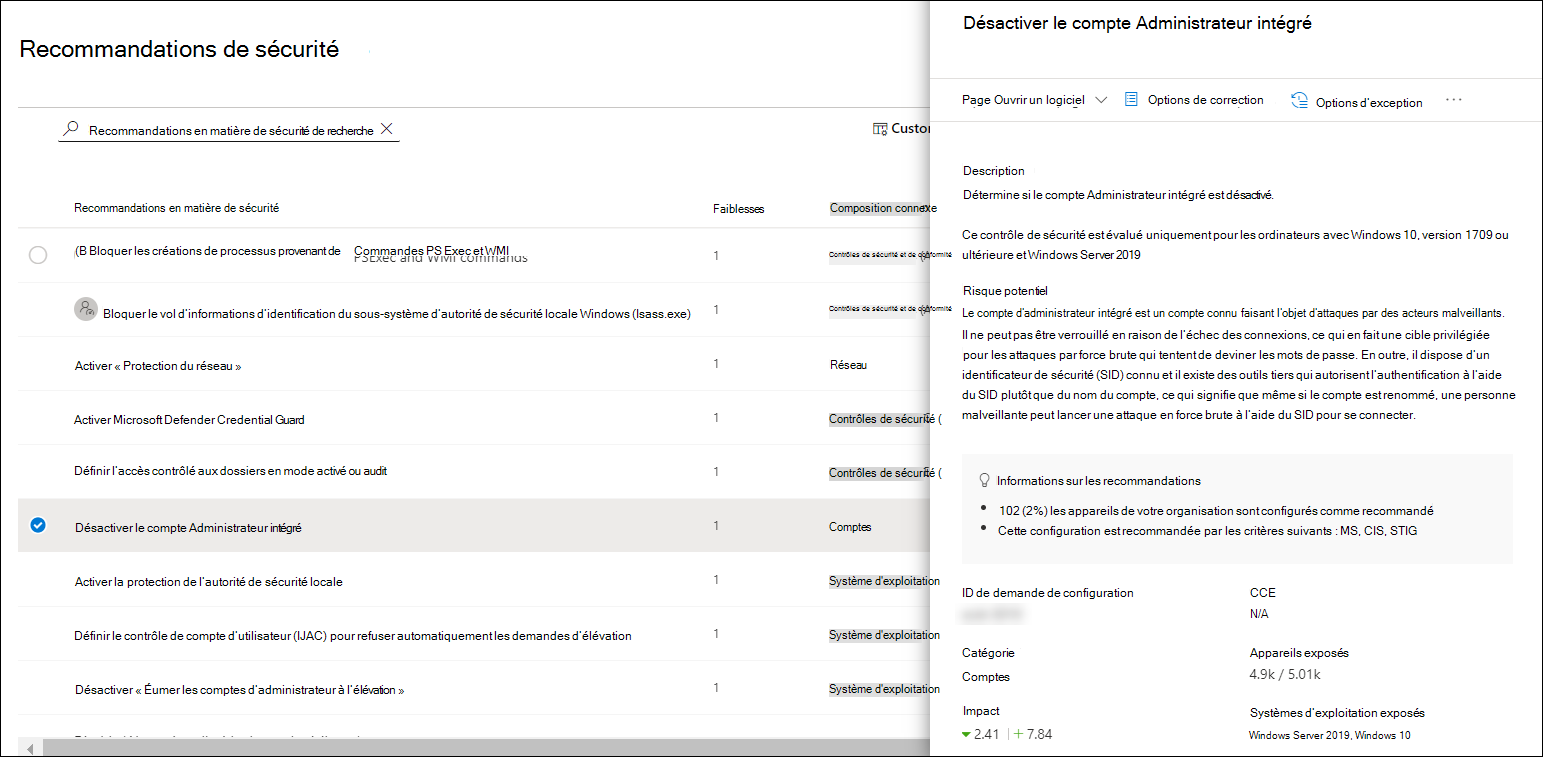 Recommandations de sécurité
Recommandations en matière de sécurité de recherche
Custor
Recommandations en matière de sécurité Faiblesses Composition connexe
(B Bloquer les créations de processus provenant de Commandes PS Exec et WMI 1 Contrôles de sécurité et de conformité
PSExec and WMI commands
Bloquer le vol d'informations d'identification du sous-système d'autorité de sécurité locale Windows (Isass.exe) 1 Contrôles de sécurité et de conformité
Activer « Protection du réseau » 1 Réseau
Activer Microsoft Defender Credential Guard 1 Contrôles de sécurité (
Définir l'accès contrôlé aux dossiers en mode activé ou audit 1 Contrôles de sécurité (
Désactiver le compte Administrateur intégré 1 Comptes
Activer la protection de l'autorité de sécurité locale 1 Système d'exploitation
Définir le contrôle de compte d'utilisateur (IJAC) pour refuser automatiquement les demandes d'élévation 1 Système d'exploitation
Désactiver « Éumer les comptes d'administrateur à l'élévation » 1 Système d'exploitation
Désactiver le compte Administrateur intégré
Page Ouvrir un logiciel Options de correction Options d'exception ...
Description
Détermine si le compte Administrateur intégré est désactivé.
Ce contrôle de sécurité est évalué uniquement pour les ordinateurs avec Windows 10, version 1709 ou
ultérieure et Windows Server 2019
Risque potentiel
Le compte d'administrateur intégré est un compte connu faisant l'objet d'attaques par des acteurs malveillants.
Il ne peut pas être verrouillé en raison de l'échec des connexions, ce qui en fait une cible privilégiée
pour les attaques par force brute qui tentent de deviner les mots de passe. En outre, il dispose d'un
identificateur de sécurité (SID) connu et il existe des outils tiers qui autorisent l'authentification à l'aide
du SID plutôt que du nom du compte, ce qui signifie que même si le compte est renommé, une personne
malveillante peut lancer une attaque en force brute à l'aide du SID pour se connecter.
Informations sur les recommandations
• 102 (2%) les appareils de votre organisation sont configurés comme recommandé
• Cette configuration est recommandée par les critères suivants : MS, CIS, STIG
ID de demande de configuration CCE
N/A
Catégorie Appareils exposés
Comptes 4.9k / 5.01k
Impact Systèmes d'exploitation exposés
2.41 | +7.84 Windows Server 2019, Windows 10